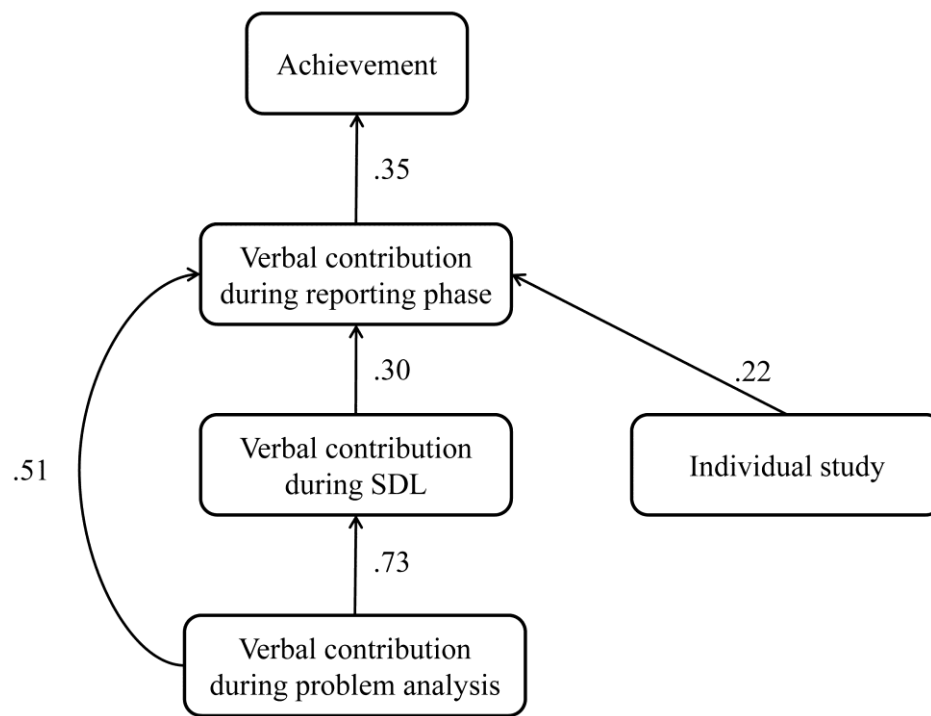 Achievement
.35
Verbal contribution
during reporting phase
.30
.22
Verbal contribution
during SDL
Individual study
.51
.73
Verbal contribution
during problem analysis